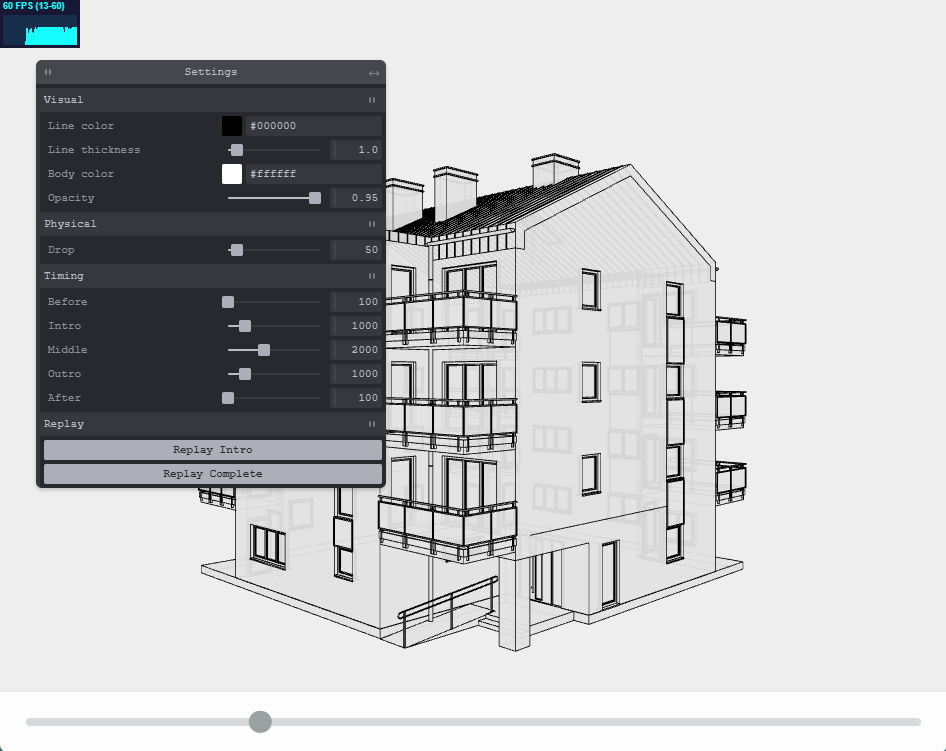 60 FPS (13-60)
Settings
Visual
Line color #000000
Line thickness 1.0
Body color #ffffff
Opacity 0.95
Physical
Drop 50
Timing
Before 100
Intro 1000
Middle 2000
Outro 1000
After 100
Replay
Replay Intro
Replay Complete